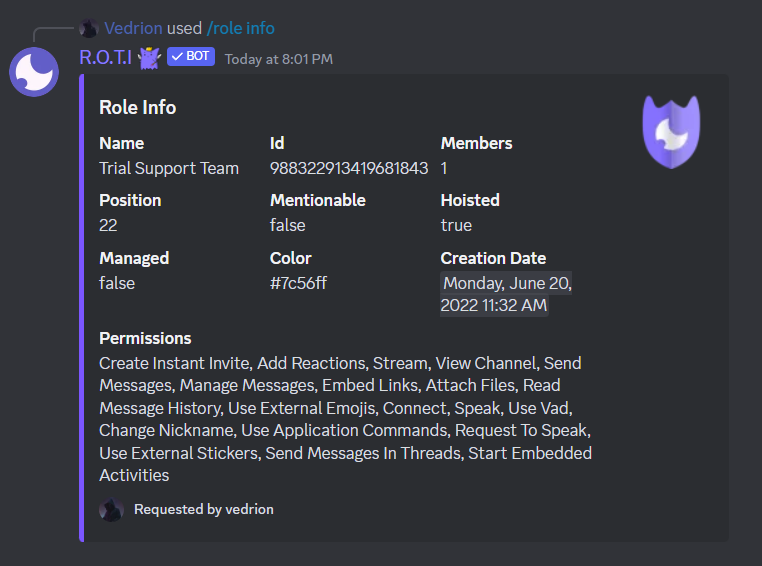 Vedrion used /role info
R.O.T.I BOT Today at 8:01 PM
Role Info
Name Id Members
Trial Support Team 988322913419681843 1
Position Mentionable Hoisted
22 false true
Managed Color Creation Date
false #7c56ff Monday, June 20,
2022 11:32 AM
Permissions
Create Instant Invite, Add Reactions, Stream, View Channel, Send
Messages, Manage Messages, Embed Links, Attach Files, Read
Message History, Use External Emojis, Connect, Speak, Use Vad,
Change Nickname, Use Application Commands, Request To Speak,
Use External Stickers, Send Messages In Threads, Start Embedded
Activities
Requested by vedrion